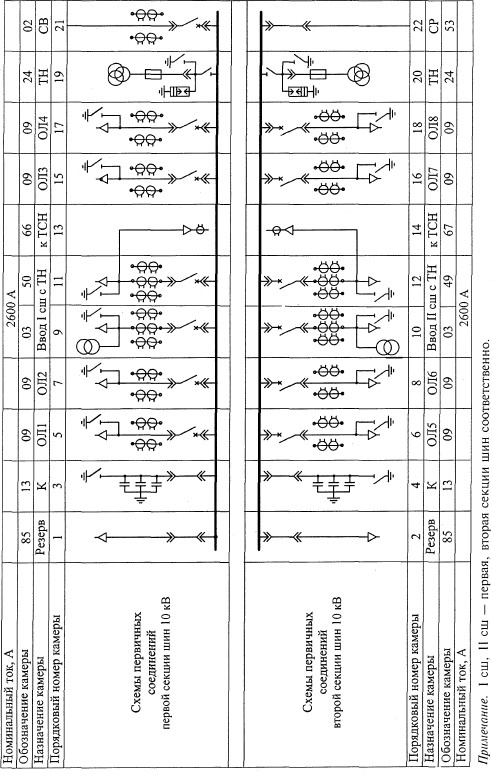 Номинальный ток, А 2600 А
Обозначение камеры 85 13 09 09 03 50 66 09 09 24 02
Назначение камеры Резерв К ОЛ1 ОЛ2 Ввод I сш с ТН к ТСН ОЛ3 ОЛ4 ТН СВ
Порядковый номер камеры 1 3 5 7 9 11 13 15 17 19 21
Схемы первичных
соединений
первой секции шин 10 кВ
Схемы первичных
соединений
второй секции шин 10 кВ
Порядковый номер камеры 2 4 6 8 10 12 14 16 18 20 22
Назначение камеры Резерв К ОЛ5 ОЛ6 Ввод II сш с ТН к ТСН ОЛ7 ОЛ8 ТН СР
Обозначение камеры 85 13 09 09 03 49 67 09 09 24 53
Номинальный ток, А 2600 А
Примечание. I сш, II сш — первая, вторая секции шин соответственно.